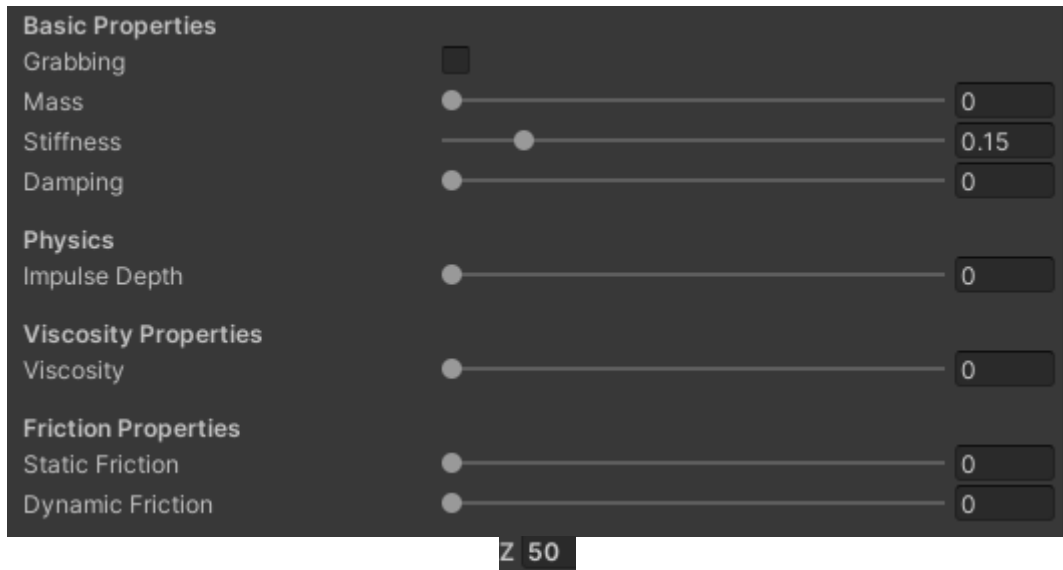 Basic Properties
Grabbing
Mass 0
Stiffness 0.15
Damping 0
Physics
Impulse Depth 0
Viscosity Properties
Viscosity 0
Friction Properties
Static Friction 0
Dynamic Friction 0
Z 50